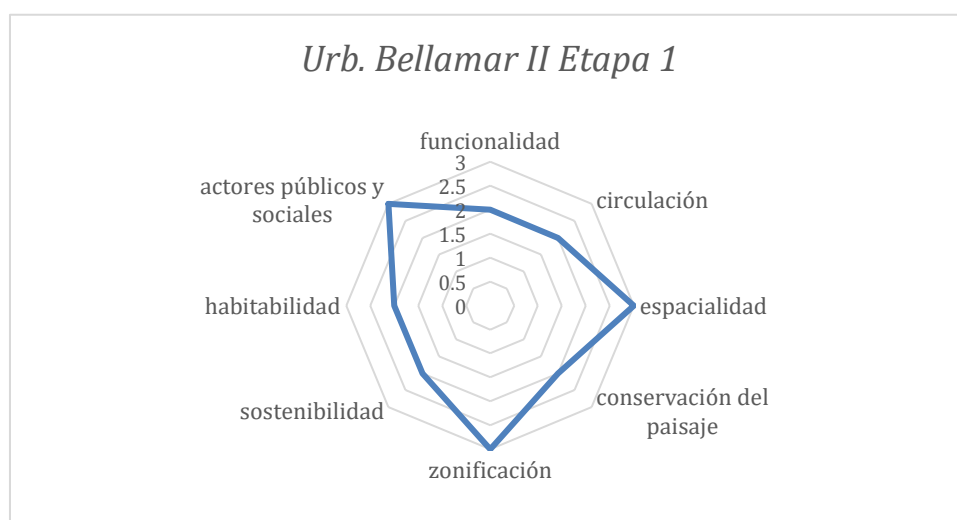 Urb. Bellamar II Etapa 1
funcionalidad
3
2.5
2
1.5
1
0.5
0
circulación
espacialidad
conservación del
paisaje
zonificación
sostenibilidad
habitabilidad
actores públicos y
sociales